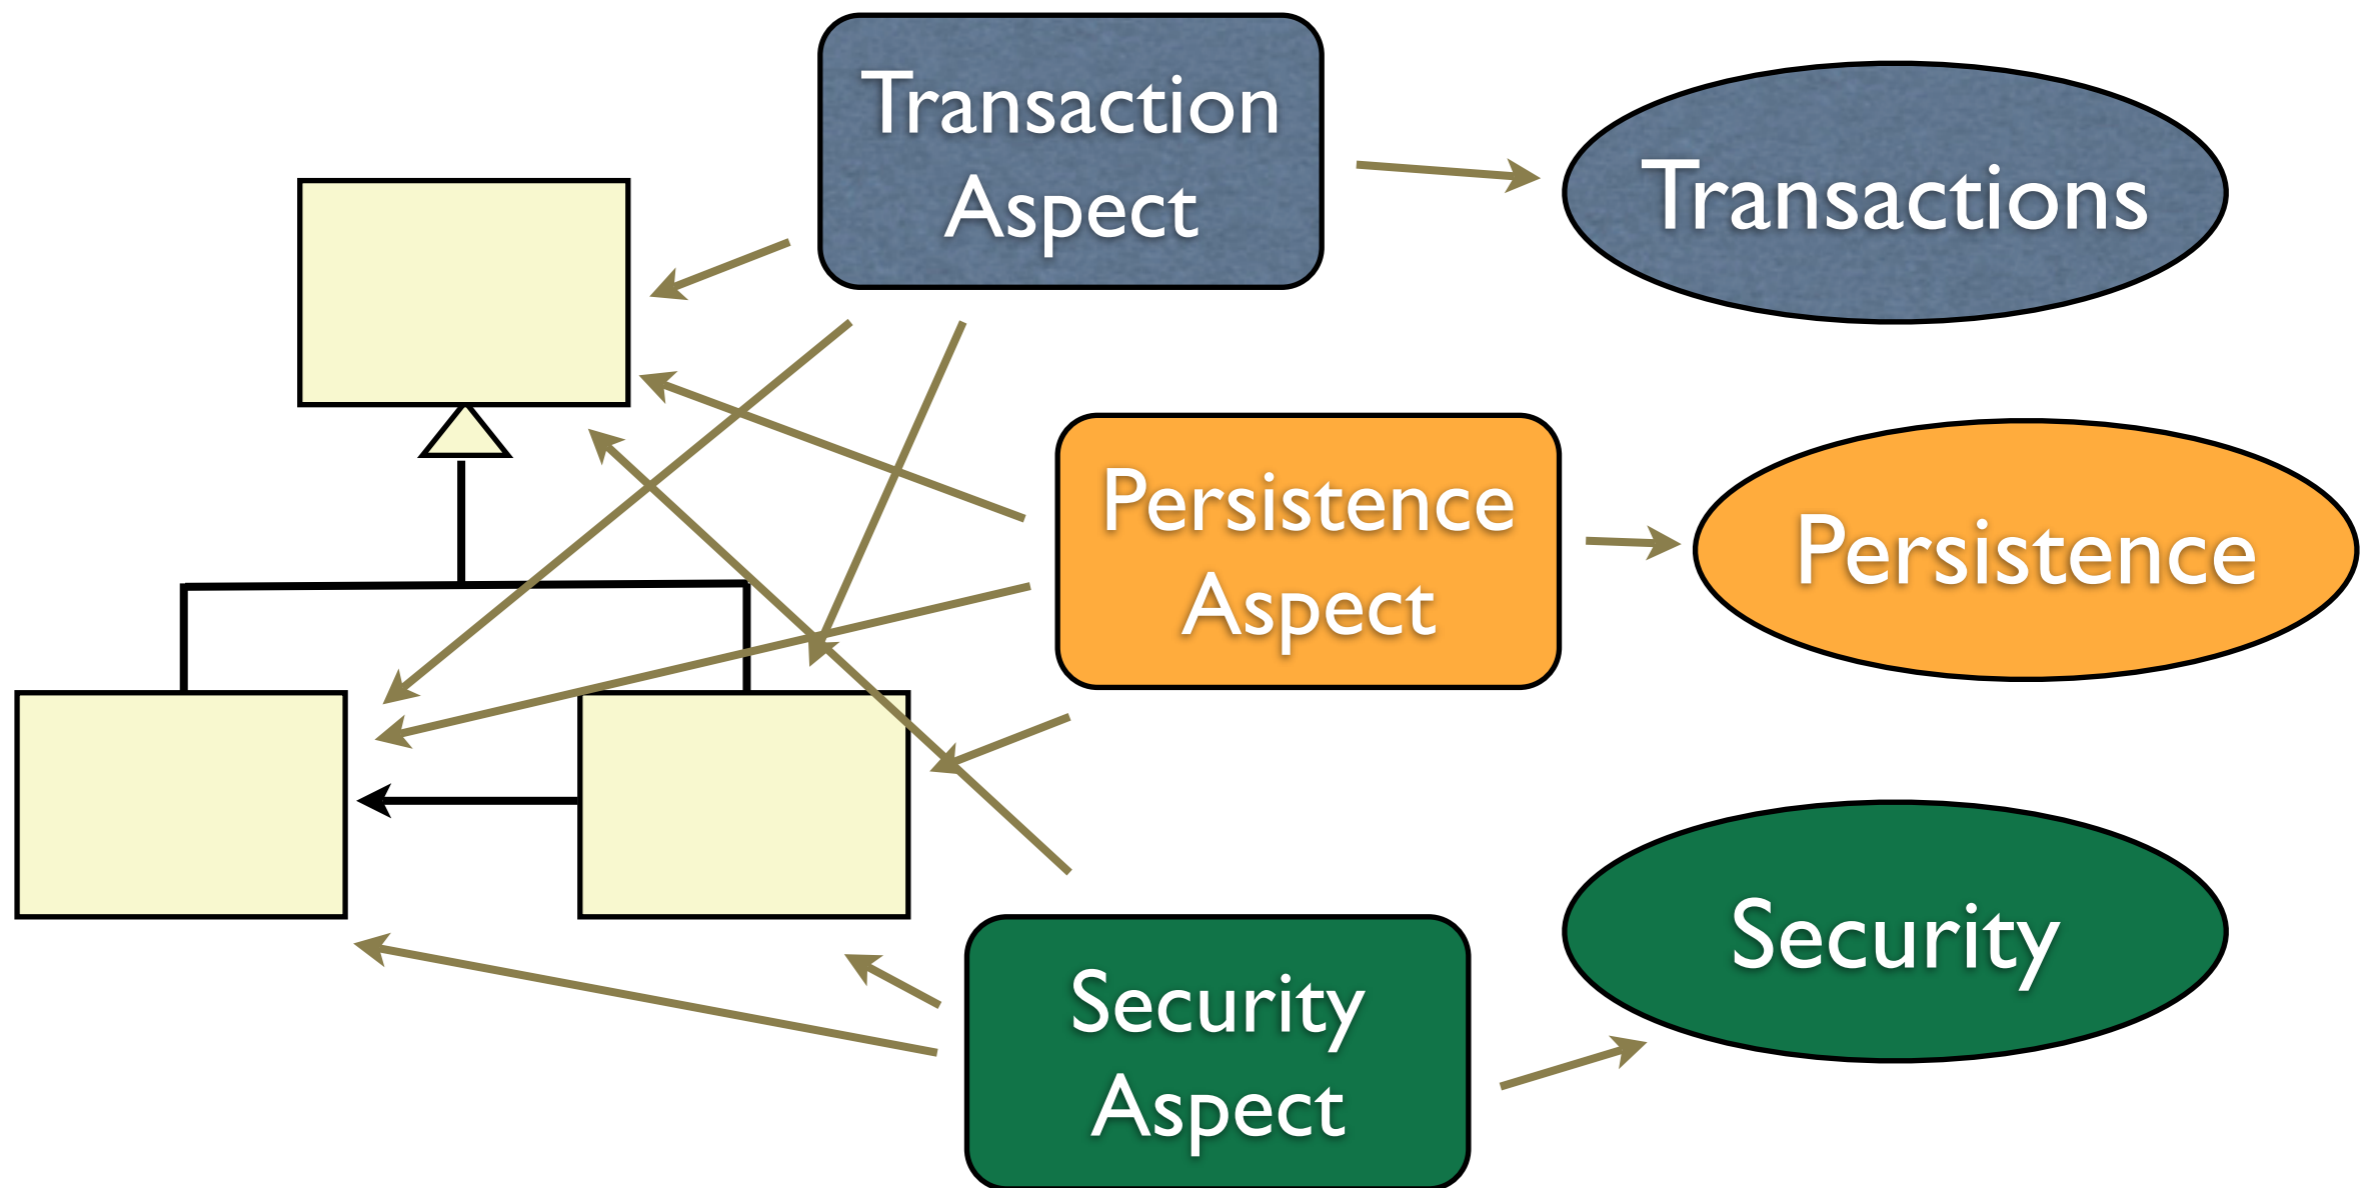 Transaction
Aspect
Transactions
Persistence
Aspect
Persistence
Security
Aspect
Security